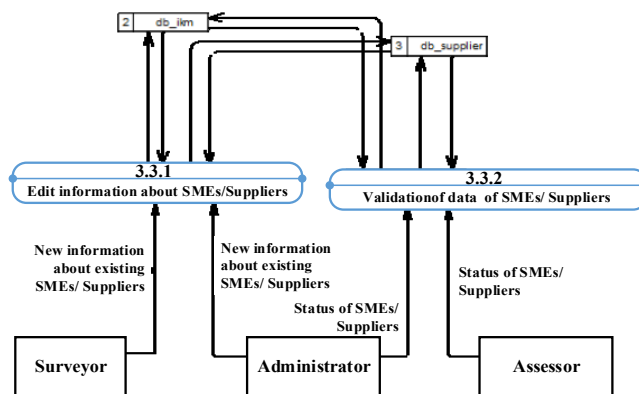 2 db_ikm
3 db_supplier
3.3.1
Edit information about SMEs/Suppliers
3.3.2
Validationof data of SMEs/ Suppliers
New information
about existing
SMEs/ Suppliers
New information
about existing
SMEs/ Suppliers
Status of SMEs/
Suppliers
Status of SMEs/
Suppliers
Surveyor
Administrator
Assessor